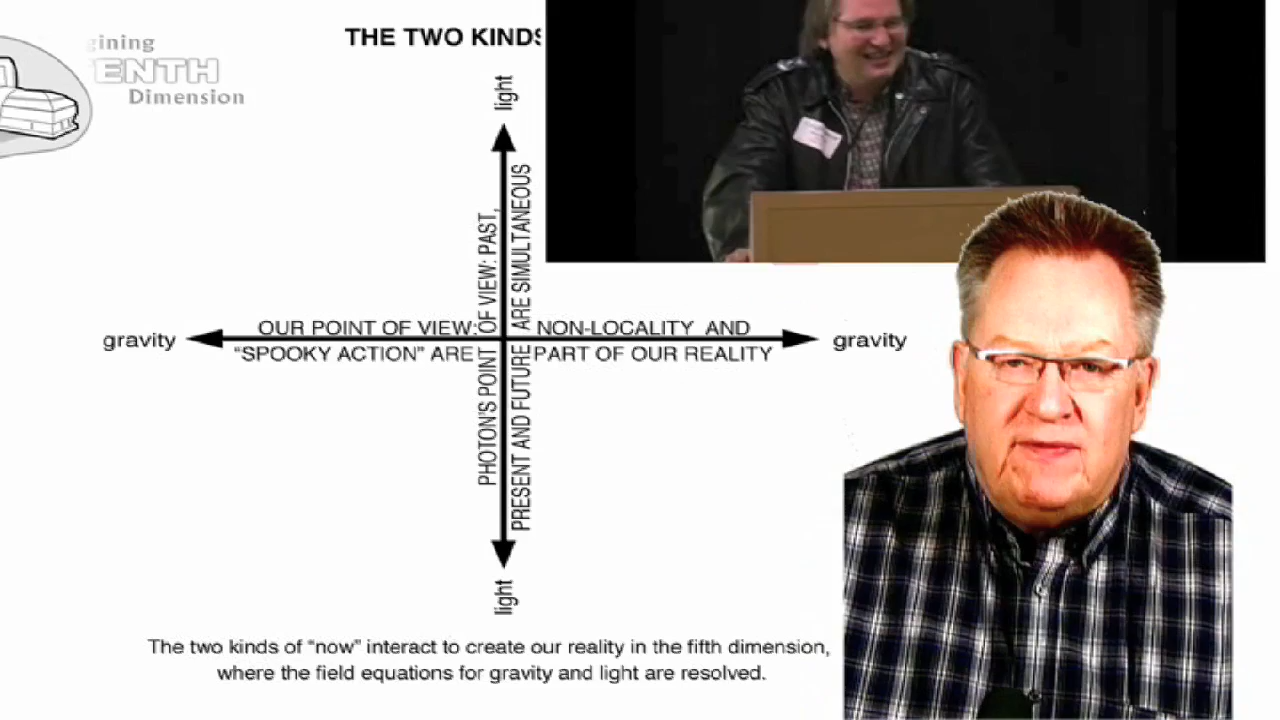 gining
ENTH
Dimension
THE TWO KINDS
light
PHOTON'S POINT OF VIEW: PAST,
PRESENT AND FUTURE ARE SIMULTANEOUS
gravity
OUR POINT OF VIEW: NON-LOCALITY AND
"SPOOKY ACTION" ARE PART OF OUR REALITY
gravity
light
The two kinds of "now" interact to create our reality in the fifth dimension,
where the field equations for gravity and light are resolved.